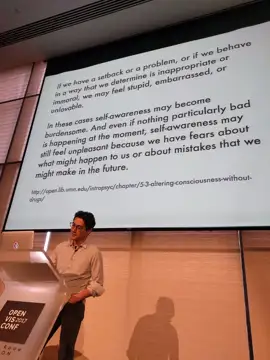 If we have a setback or a problem, or if we behave
in a way that we determine is inappropriate or
immoral, we may feel stupid, embarrassed, or
unlovable.
In these cases self-awareness may become
burdensome. And even if nothing particularly bad
is happening at the moment, self-awareness may
still feel unpleasant because we have fears about
what might happen to us or about mistakes that we
might make in the future.
http://open.lib.umn.edu/intropsyc/chapter/5-3-altering-consciousness-without-
drugs/
OPEN
VIS 2017
CONF